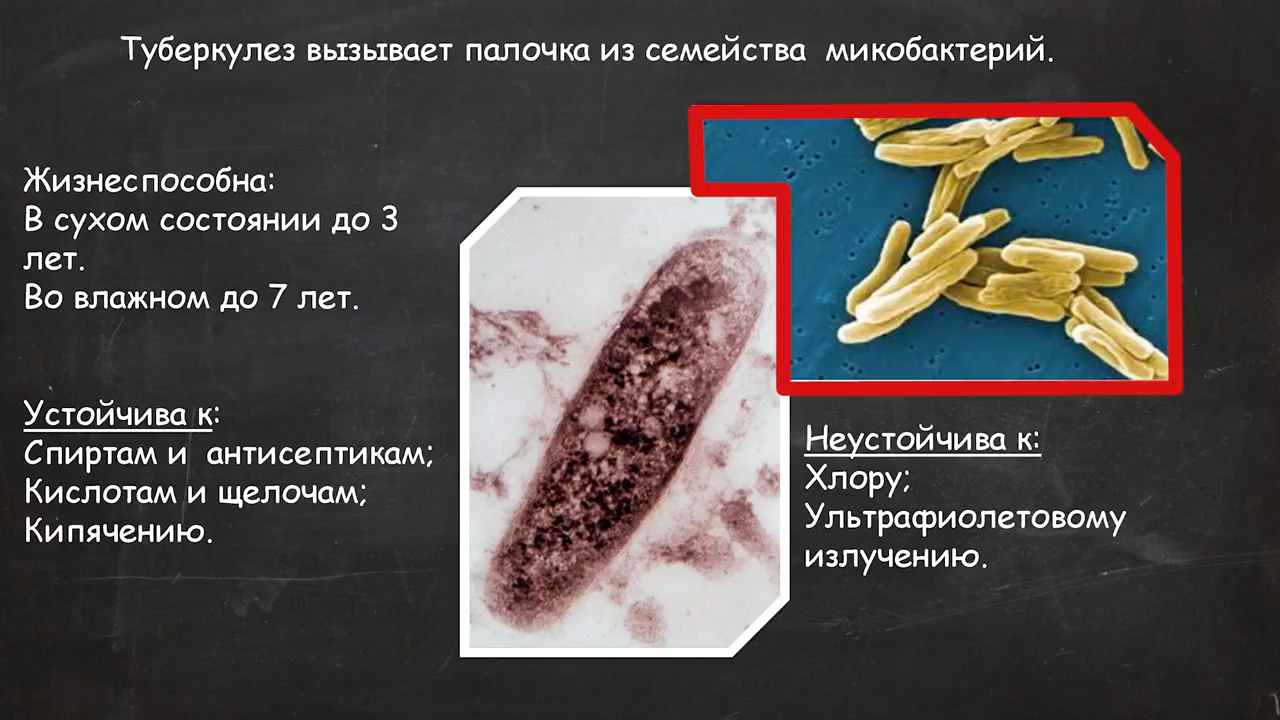 Туберкулез вызывает палочка из семейства микобактерий.
Жизнеспособна:
В сухом состоянии до 3
лет.
Во влажном до 7 лет.
Устойчива к:
Спиртам и антисептикам;
Кислотам и щелочам;
Кипячению.
Неустойчива к:
Хлору;
Ультрафиолетовому
излучению.